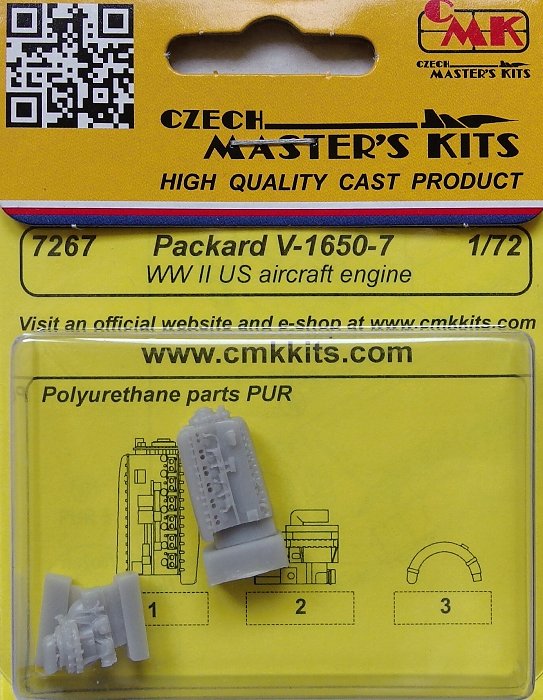 CMK
CZECH
MASTER'S KITS
CZECH
MASTER'S KITS
HIGH QUALITY CAST PRODUCT
7267 Packard V-1650-7 1/72
WW II US aircraft engine
Visit an official website and e-shop at www.cmkkits.com
www.cmkkits.com
Polyurethane parts PUR
1 2 3